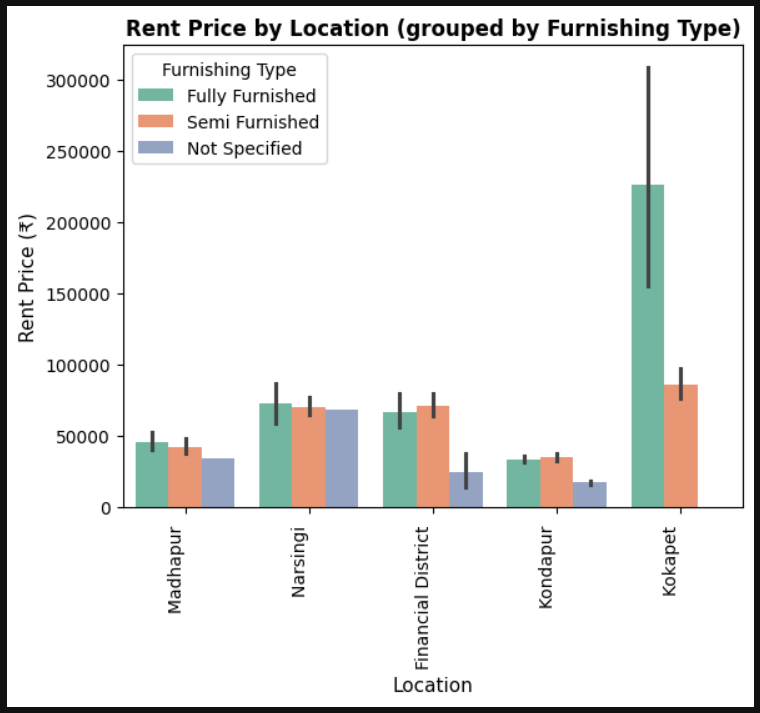 Rent Price by Location (grouped by Furnishing Type)
Furnishing Type
Fully Furnished
Semi Furnished
Not Specified
Rent Price (₹)
300000
250000
200000
150000
100000
50000
0
Madhapur
Narsingi
Financial District
Kondapur
Kokapet
Location